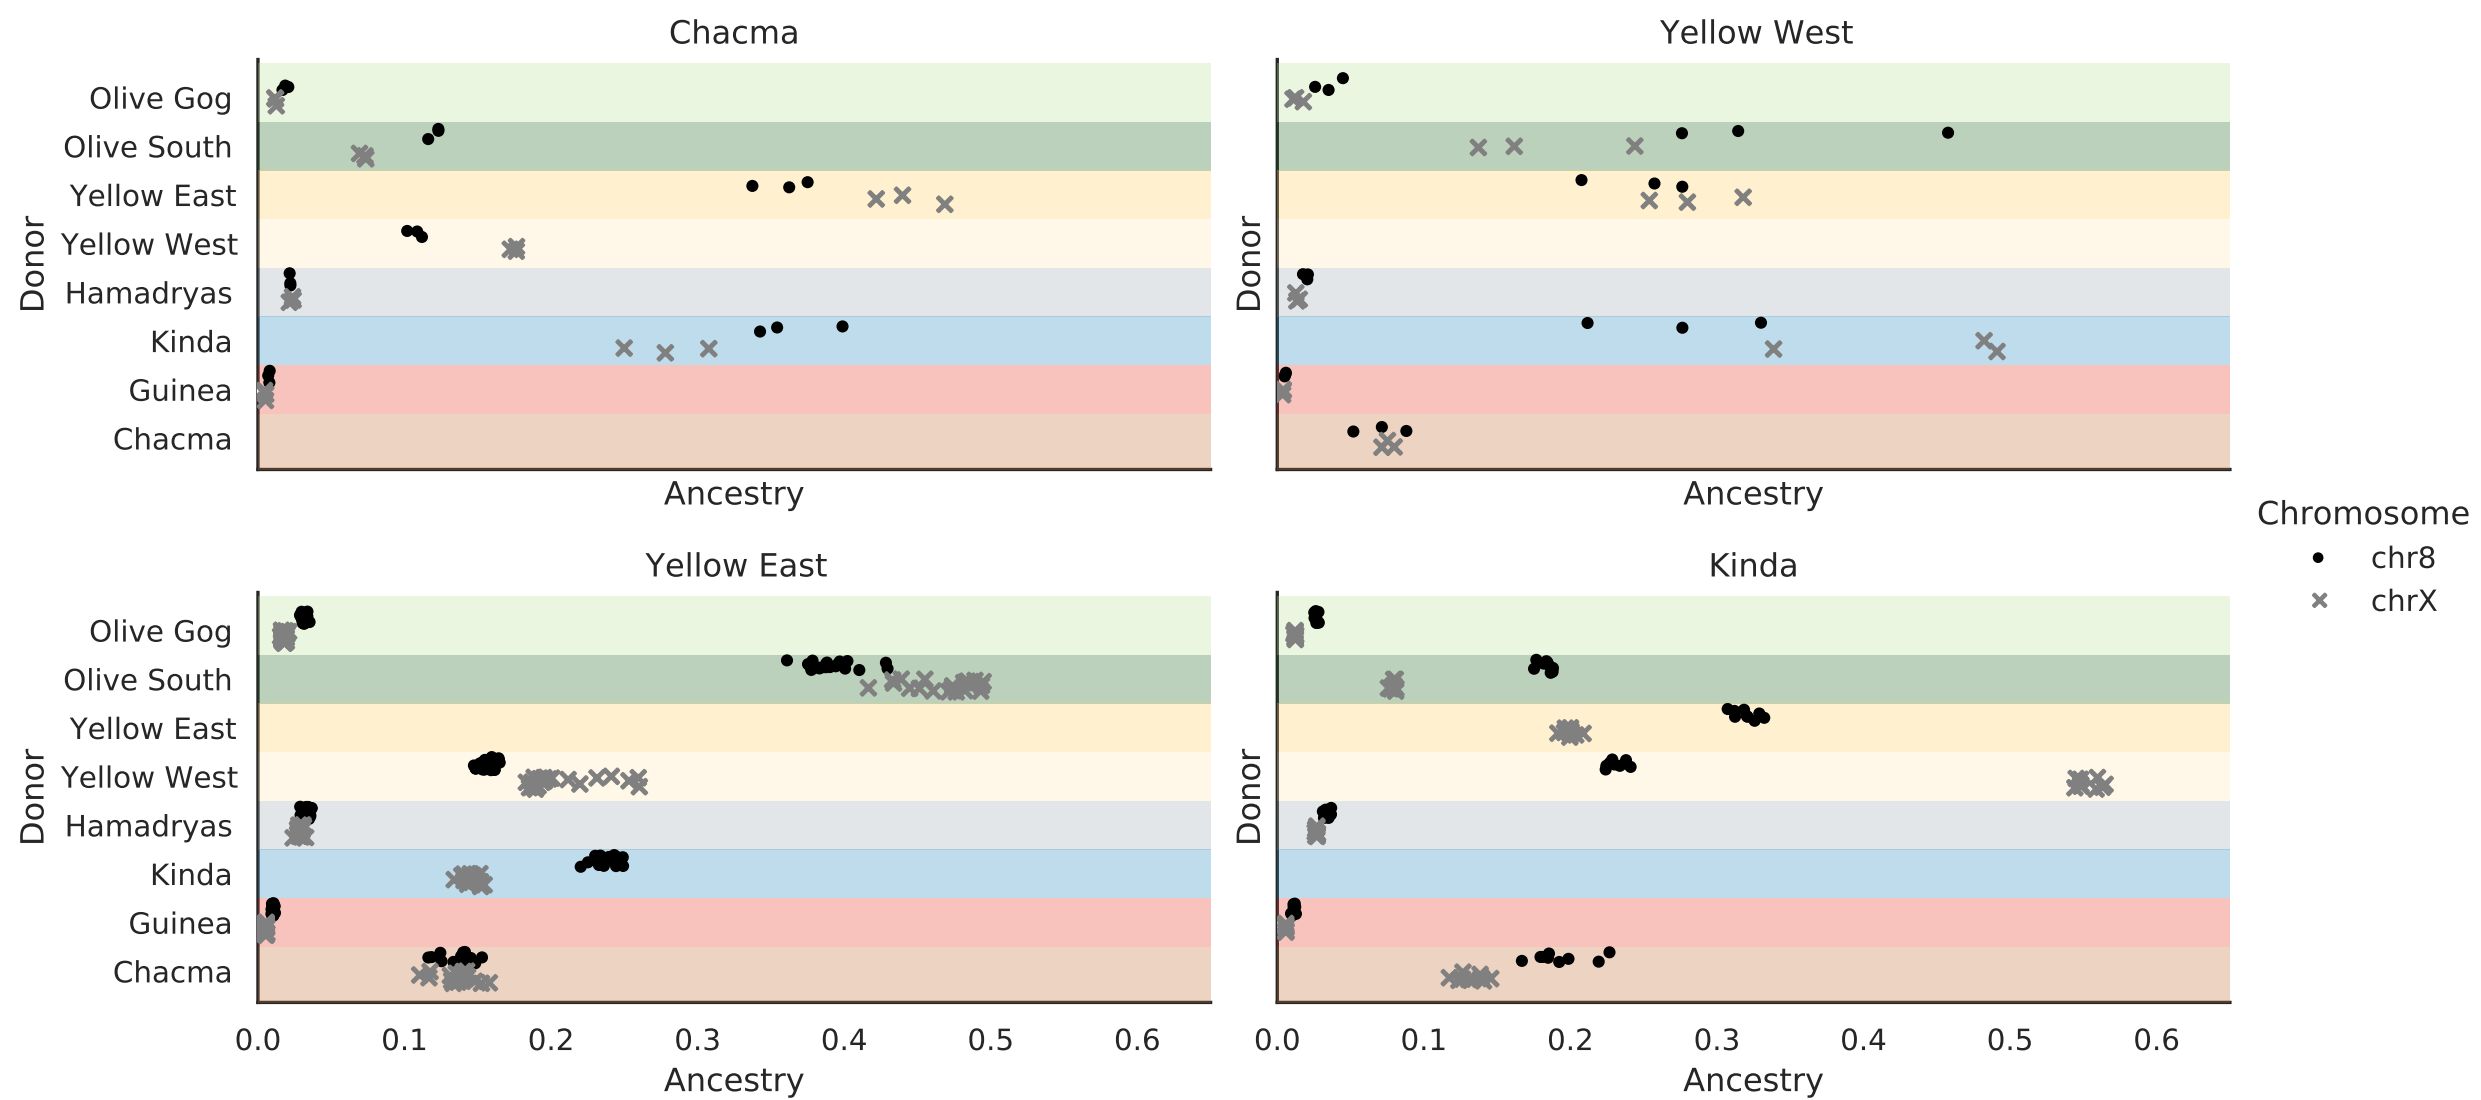 Chacma
Donor
Olive Gog
Olive South
Yellow East
Yellow West
Hamadryas
Kinda
Guinea
Chacma
Ancestry
Yellow West
Donor
Ancestry
Yellow East
Donor
Olive Gog
Olive South
Yellow East
Yellow West
Hamadryas
Kinda
Guinea
Chacma
0.0 0.1 0.2 0.3 0.4 0.5 0.6
Ancestry
Kinda
Donor
0.0 0.1 0.2 0.3 0.4 0.5 0.6
Ancestry
Chromosome
chr8
chrX